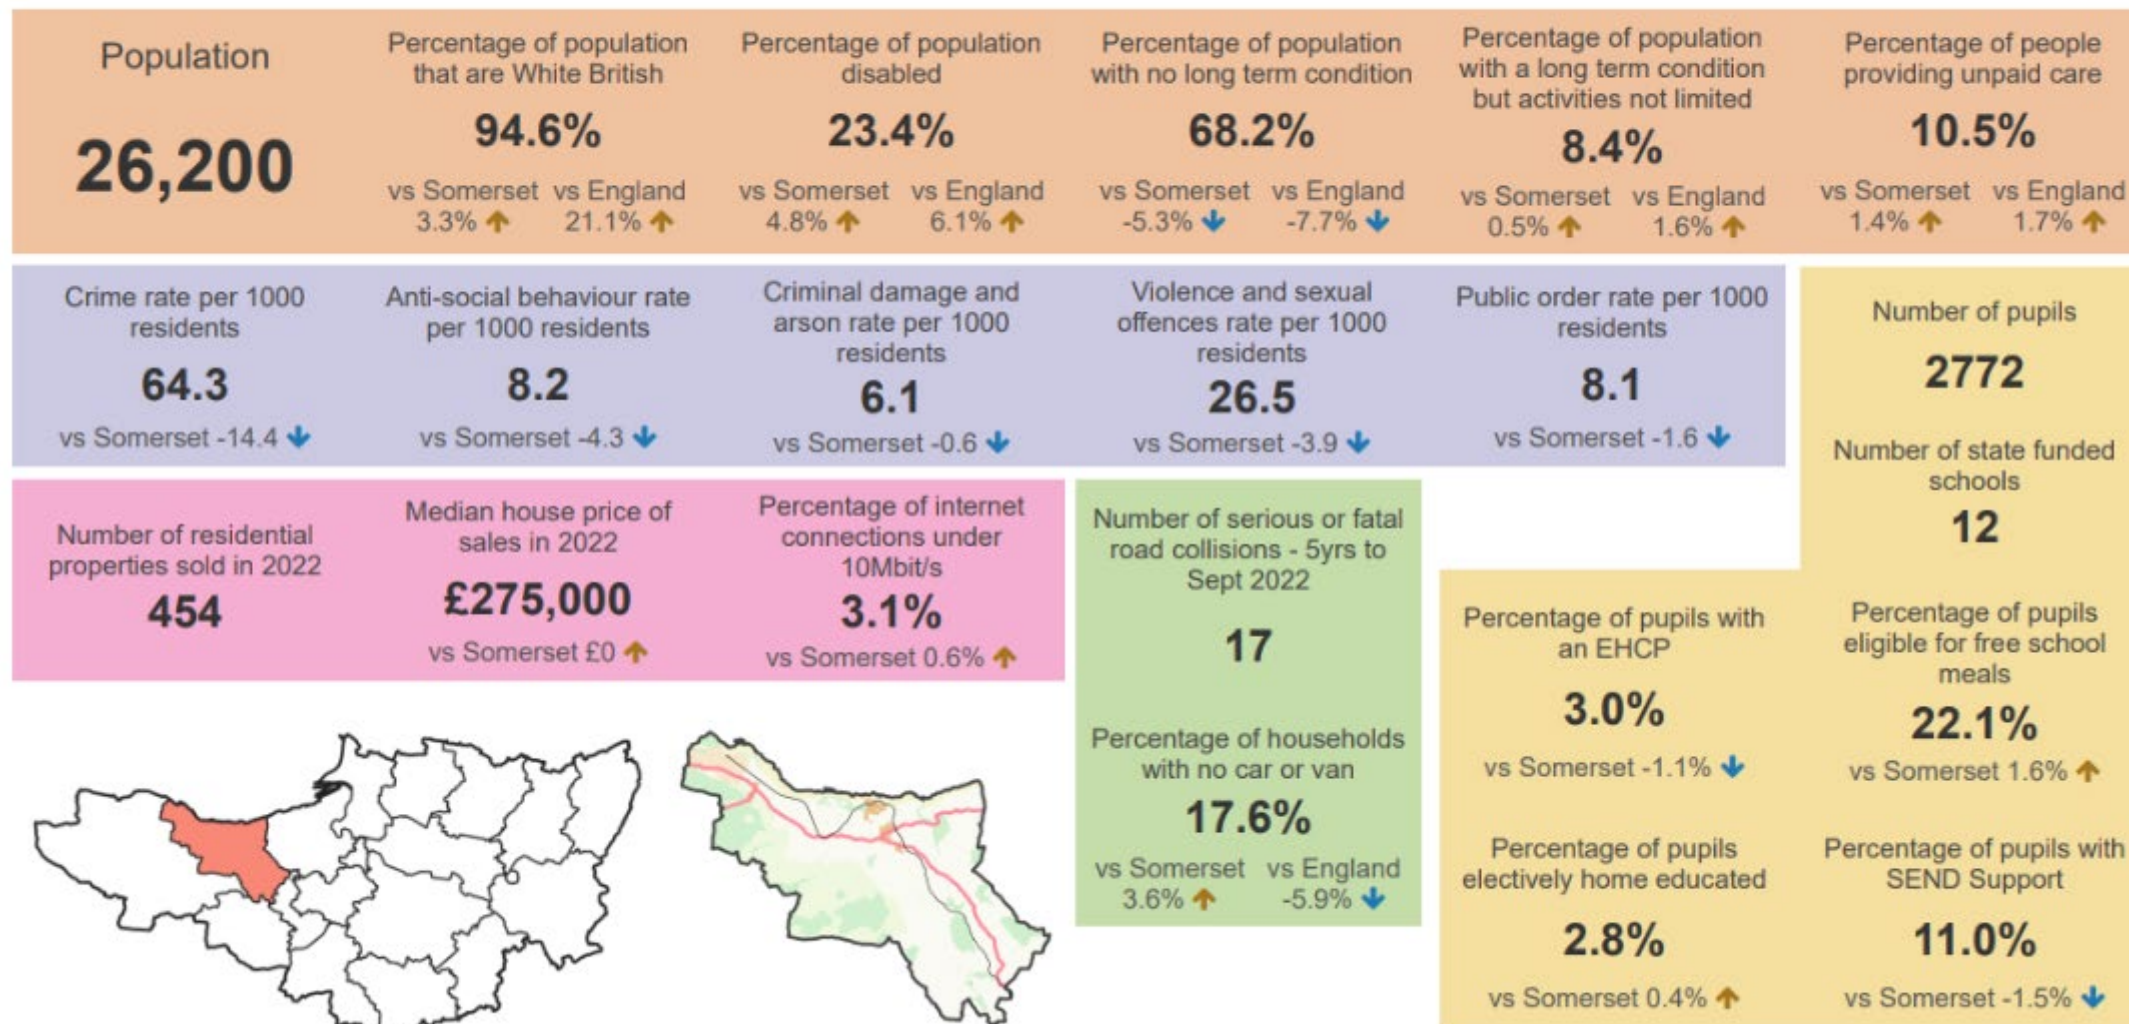 Population
26,200
Percentage of population
that are White British
94.6%
vs Somerset vs England
3.3% 21.1%
Percentage of population
disabled
23.4%
vs Somerset vs England
4.8% 6.1%
Percentage of population
with no long term condition
68.2%
vs Somerset vs England
-5.3% -7.7%
Percentage of population
with a long term condition
but activities not limited
8.4%
vs Somerset vs England
0.5% 1.6%
Percentage of people
providing unpaid care
10.5%
vs Somerset vs England
1.4% 1.7%
Crime rate per 1000
residents
64.3
vs Somerset -14.4
Anti-social behaviour rate
per 1000 residents
8.2
vs Somerset -4.3
Criminal damage and
arson rate per 1000
residents
6.1
vs Somerset -0.6
Violence and sexual
offences rate per 1000
residents
26.5
vs Somerset -3.9
Public order rate per 1000
residents
8.1
vs Somerset -1.6
Number of pupils
2772
Number of state funded
schools
12
Number of residential
properties sold in 2022
454
Median house price of
sales in 2022
£275,000
vs Somerset £0
Percentage of internet
connections under
10Mbit/s
3.1%
vs Somerset 0.6%
Number of serious or fatal
road collisions - 5yrs to
Sept 2022
17
Percentage of households
with no car or van
17.6%
vs Somerset vs England
3.6% -5.9%
Percentage of pupils with
an EHCP
3.0%
vs Somerset -1.1%
Percentage of pupils
eligible for free school
meals
22.1%
vs Somerset 1.6%
Percentage of pupils
electively home educated
2.8%
vs Somerset 0.4%
Percentage of pupils with
SEND Support
11.0%
vs Somerset -1.5%